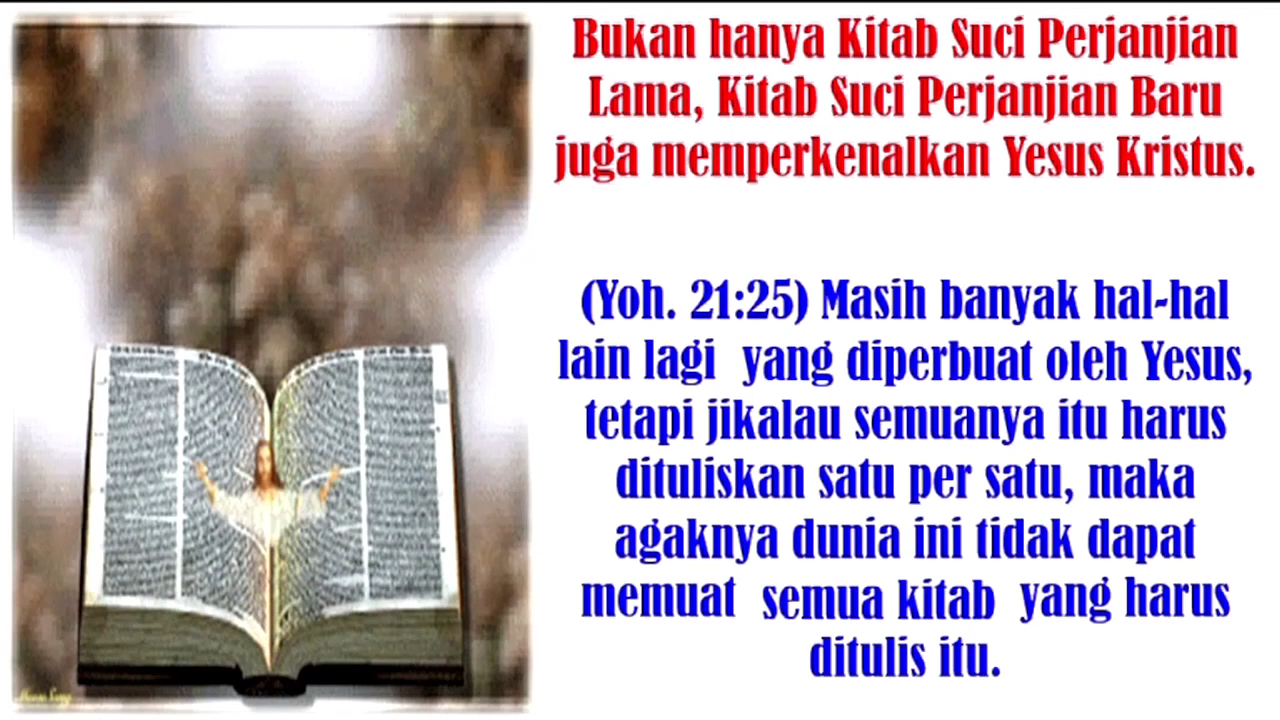 Bukan hanya Kitab Suci Perjanjian
Lama, Kitab Suci Perjanjian Baru
juga memperkenalkan Yesus Kristus.
(Yoh. 21:25) Masih banyak hal-hal
lain lagi yang diperbuat oleh Yesus,
tetapi jikalau semuanya itu harus
dituliskan satu per satu, maka
agaknya dunia ini tidak dapat
memuat semua kitab yang harus
ditulis itu.